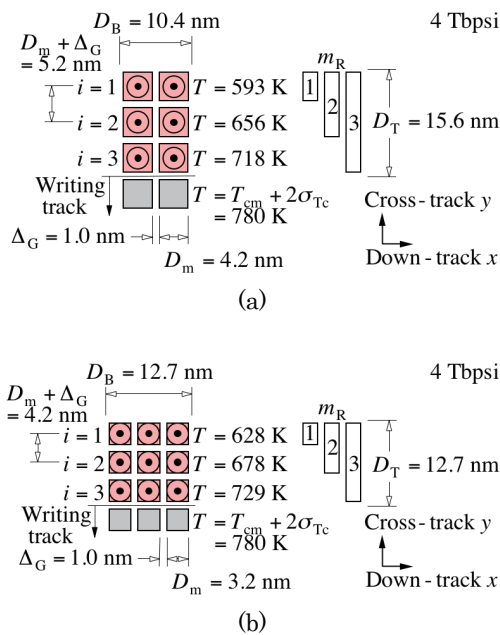 D_B = 10.4 nm
4 Tbpsi
D_m + Δ_G
= 5.2 nm
m_R
i = 1
T = 593 K
1
i = 2
T = 656 K
2
D_T = 15.6 nm
i = 3
T = 718 K
3
Writing
track
T = T_cm + 2σ_Tc
= 780 K
Cross - track y
Δ_G = 1.0 nm
D_m = 4.2 nm
Down - track x
(a)
D_B = 12.7 nm
4 Tbpsi
D_m + Δ_G
= 4.2 nm
m_R
i = 1
T = 628 K
1
i = 2
T = 678 K
2
D_T = 12.7 nm
i = 3
T = 729 K
3
Writing
track
T = T_cm + 2σ_Tc
= 780 K
Cross - track y
Δ_G = 1.0 nm
D_m = 3.2 nm
Down - track x
(b)